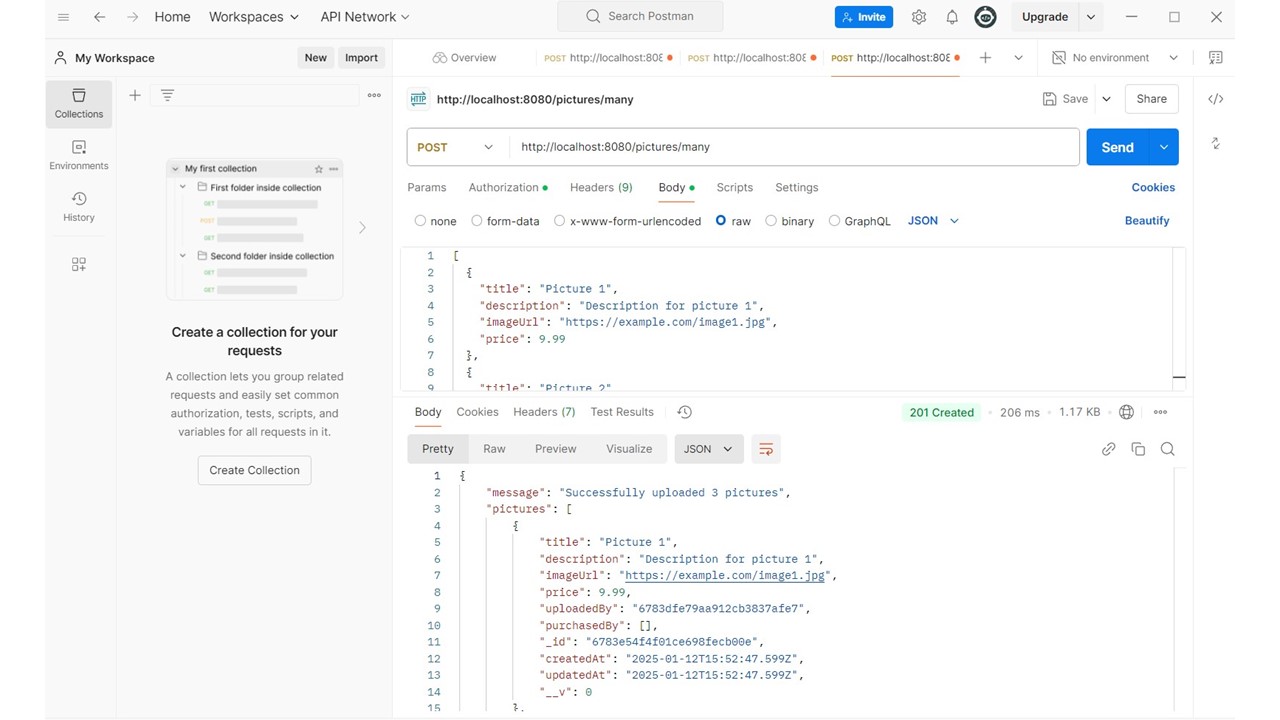 Home Workspaces API Network Search Postman Invite Upgrade
My Workspace New Import Overview POST http://localhost:808 POST http://localhost:808 POST http://localhost:808 No environment
Collections
Environments
History
My first collection
First folder inside collection
GET
POST
GET
Second folder inside collection
GET
GET
Create a collection for your
requests
A collection lets you group related
requests and easily set common
authorization, tests, scripts, and
variables for all requests in it.
Create Collection
HTTP http://localhost:8080/pictures/many Save Share
POST http://localhost:8080/pictures/many Send
Params Authorization Headers (9) Body Scripts Settings Cookies
none form-data x-www-form-urlencoded raw binary GraphQL JSON Beautify
1 [
2 {
3 "title": "Picture 1",
4 "description": "Description for picture 1",
5 "imageUrl": "https://example.com/image1.jpg",
6 "price": 9.99
7 },
8 {
9 "title": "Picture 2"
Body Cookies Headers (7) Test Results 201 Created 206 ms 1.17 KB
Pretty Raw Preview Visualize JSON
1 {
2 "message": "Successfully uploaded 3 pictures",
3 "pictures": [
4 {
5 "title": "Picture 1",
6 "description": "Description for picture 1",
7 "imageUrl": "https://example.com/image1.jpg",
8 "price": 9.99,
9 "uploadedBy": "6783dfe79aa912cb3837afe7",
10 "purchasedBy": [],
11 "_id": "6783e54f4f01ce698fecb00e",
12 "createdAt": "2025-01-12T15:52:47.599Z",
13 "updatedAt": "2025-01-12T15:52:47.599Z",
14 "__v": 0
15 },